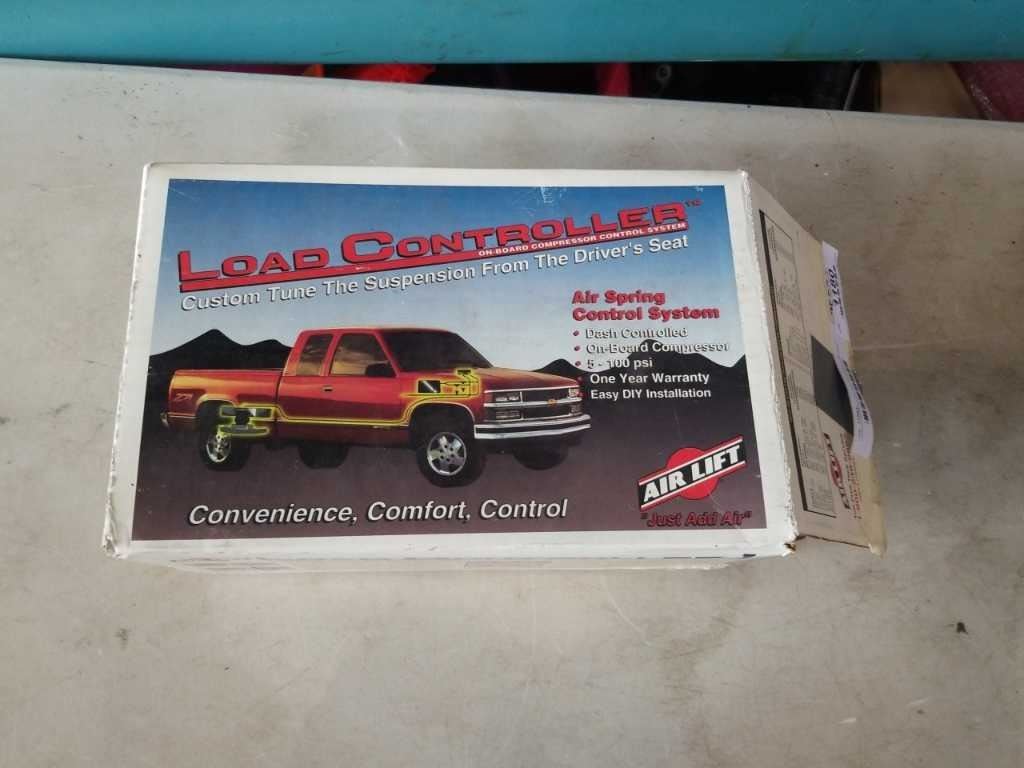 LOAD CONTROLLER™
ON-BOARD COMPRESSOR CONTROL SYSTEM
Custom Tune The Suspension From The Driver's Seat
Air Spring
Control System
• Dash Controlled
• On-Board Compressor
• 5 - 100 psi
One Year Warranty
Easy DIY Installation
Z71
AIR LIFT
"Just Add Air"
Convenience, Comfort, Control